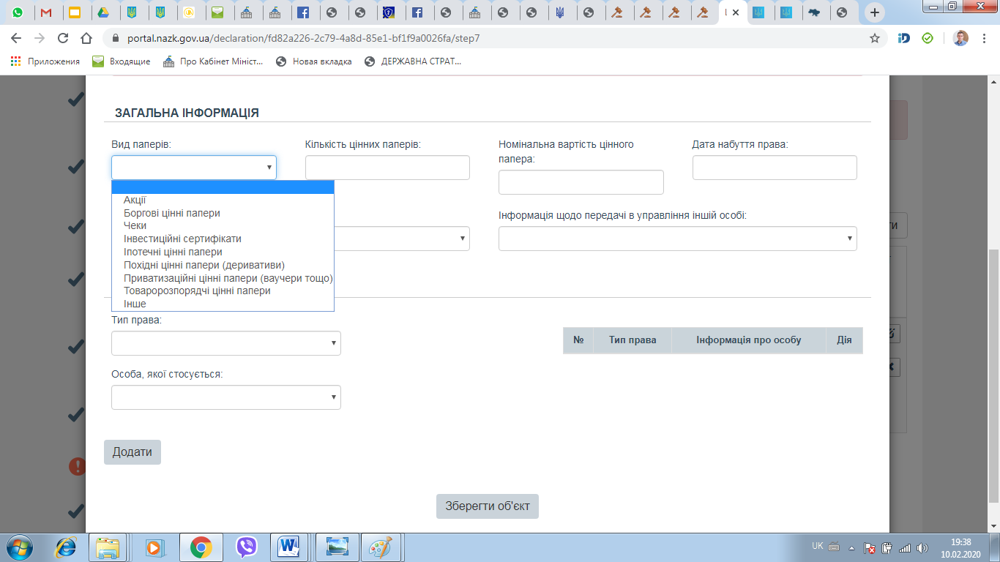 portal.nazk.gov.ua/declaration/fd82a226-2c79-4a8d-85e1-bf1f9a0026fa/step7
Приложения
Входящие
Про Кабінет Мініст...
Новая вкладка
ДЕРЖАВНА СТРАТ...
ЗАГАЛЬНА ІНФОРМАЦІЯ
Вид паперів:
Кількість цінних паперів:
Номінальна вартість цінного
папера:
Дата набуття права:
Акції
Боргові цінні папери
Чеки
Інвестиційні сертифікати
Іпотечні цінні папери
Похідні цінні папери (деривативи)
Приватизаційні цінні папери (ваучери тощо)
Товаророзпорядчі цінні папери
Інше
Інформація щодо передачі в управління іншій особі:
Тип права:
№ Тип права Інформація про особу Дія
Особа, якої стосується:
Додати
Зберегти об'єкт
UK
19:38
10.02.2020